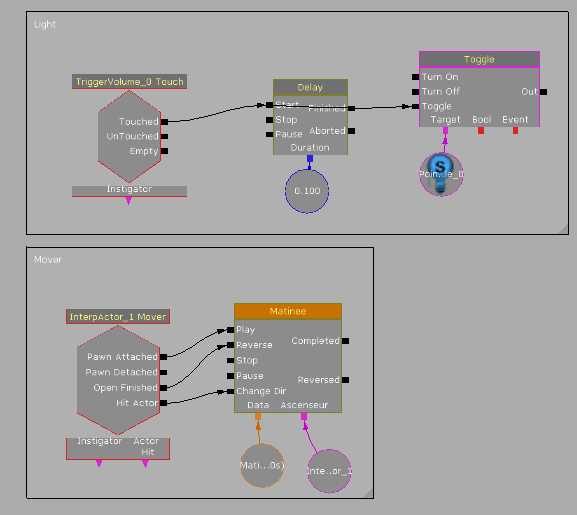 Light
TriggerVolume_0 Touch
Touched
UnTouched
Empty
Instigator
Delay
Start Finished
Stop
Pause Aborted
Duration
0.100
Toggle
Turn On
Turn Off Out
Toggle
Target Bool Event
S
Poin...le_0
Mover
InterpActor_1 Mover
Pawn Attached
Pawn Detached
Open Finished
Hit Actor
Instigator Actor
Hit
Matinee
Play
Completed
Reverse
Stop
Pause
Reversed
Change Dir
Data Ascenseur
Mati...0s)
Inte...or_1